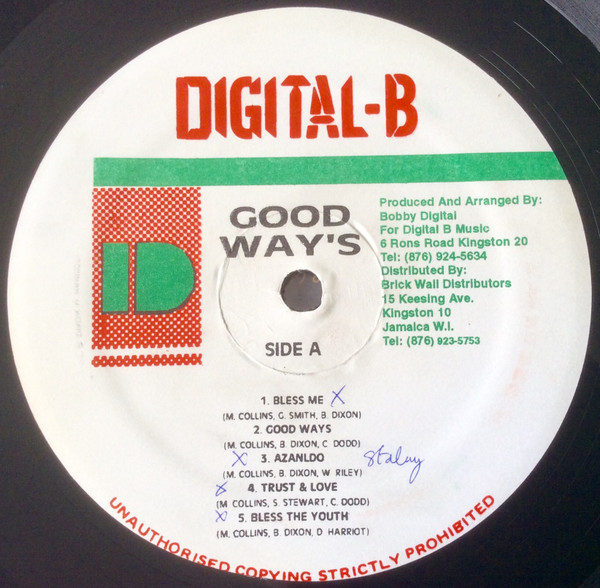 DIGITAL-B
GOOD
WAY'S
Produced And Arranged By:
Bobby Digital
For Digital B Music
6 Rons Road Kingston 20
Tel: (876) 924-5634
Distributed By:
Brick Wall Distributors
15 Keesing Ave.
Kingston 10
Jamaica W.I.
Tel: (876) 923-5753
D
SIDE A
1. BLESS ME X
(M. COLLINS, G. SMITH, B. DIXON)
2. GOOD WAYS
(M. COLLINS, B. DIXON, C. DODD)
X 3. AZANLDO
(M. COLLINS, B. DIXON, W. RILEY)
X 4. TRUST & LOVE
(M COLLINS, S. STEWART, C. DODD)
X 5. BLESS THE YOUTH
(M. COLLINS, B. DIXON, D HARRIOT)
UNAUTHORISED COPYING STRICTLY PROHIBITED